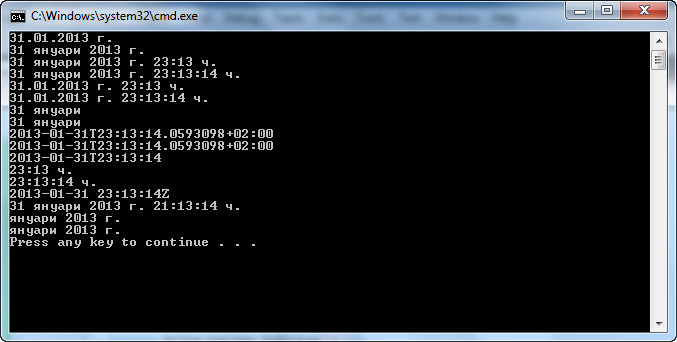 C:\Windows\system32\cmd.exe
31.01.2013 г.
31 януари 2013 г.
31 януари 2013 г. 23:13 ч.
31 януари 2013 г. 23:13:14 ч.
31.01.2013 г. 23:13 ч.
31.01.2013 г. 23:13:14 ч.
31 януари
31 януари
2013-01-31T23:13:14.0593098+02:00
2013-01-31T23:13:14.0593098+02:00
2013-01-31T23:13:14
23:13 ч.
23:13:14 ч.
2013-01-31 23:13:14Z
31 януари 2013 г. 21:13:14 ч.
януари 2013 г.
януари 2013 г.
Press any key to continue . . .